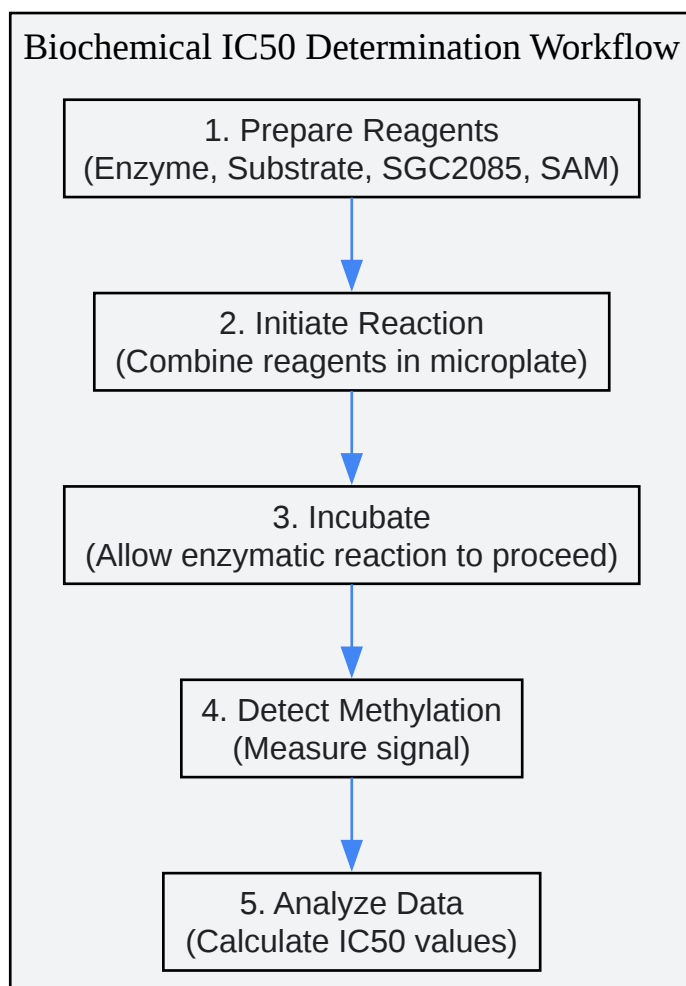 Biochemical IC50 Determination Workflow
1. Prepare Reagents
(Enzyme, Substrate, SGC2085, SAM)
2. Initiate Reaction
(Combine reagents in microplate)
3. Incubate
(Allow enzymatic reaction to proceed)
4. Detect Methylation
(Measure signal)
5. Analyze Data
(Calculate IC50 values)